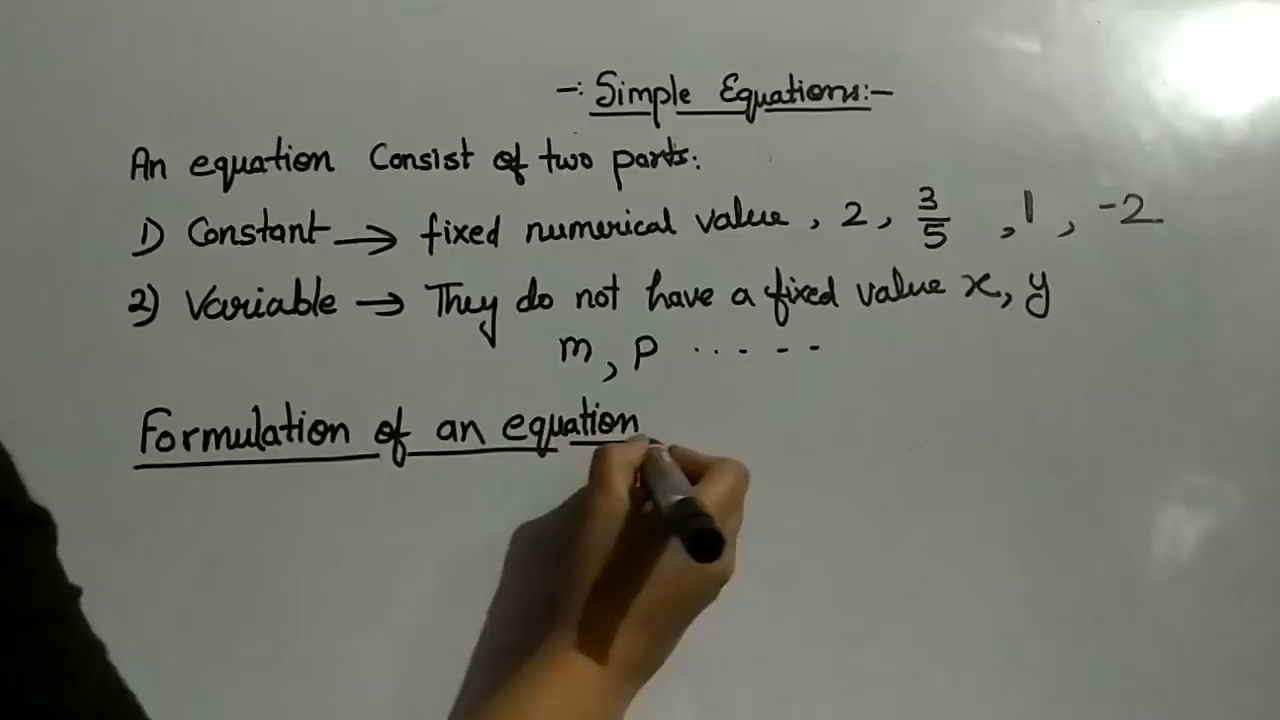 -: Simple Equations:-
An equation Consist of two parts:
1) Constant → fixed numerical value, 2, 3/5, 1, -2
2) Variable → They do not have a fixed value x, y
m, p ......
Formulation of an equation